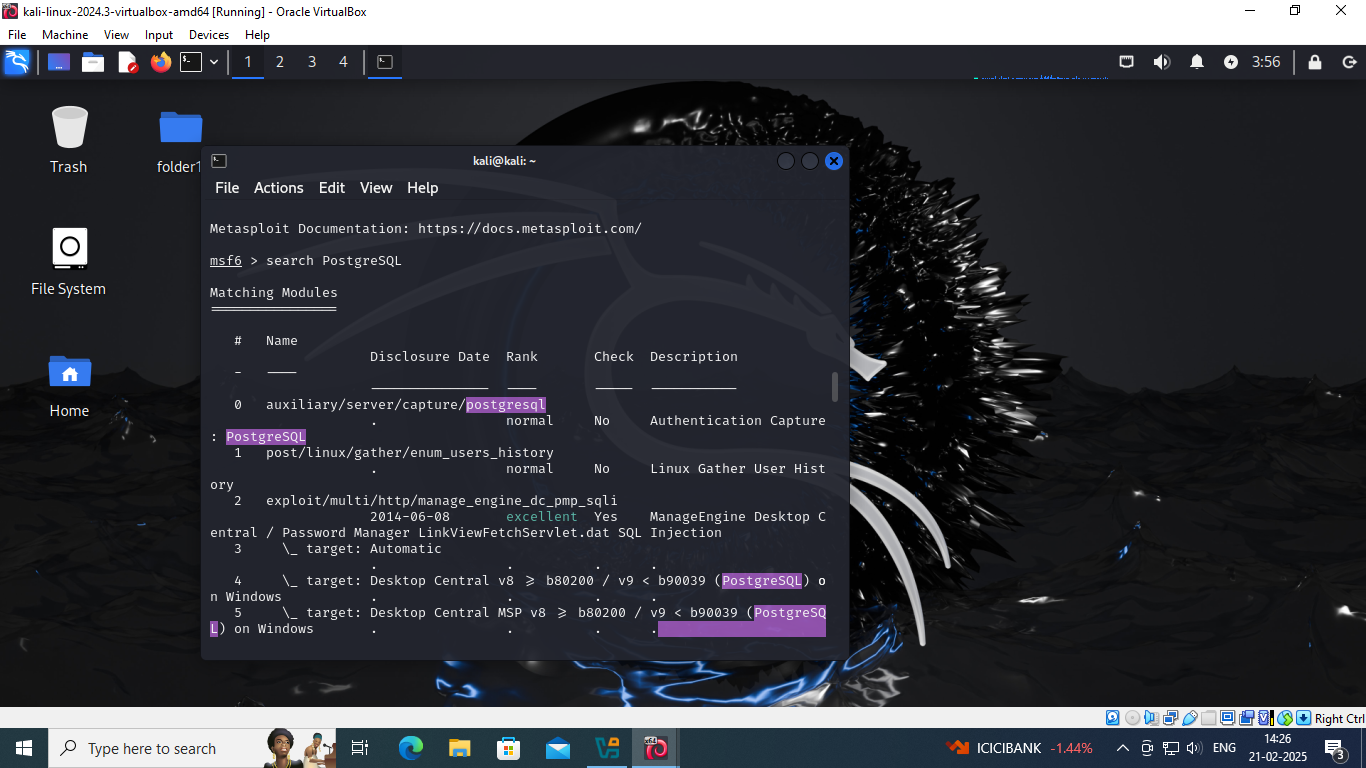 kali-linux-2024.3-virtualbox-amd64 [Running] - Oracle VirtualBox
File Machine View Input Devices Help
1 2 3 4 3:56
Trash
folder1
File System
Home
kali@kali: ~
File Actions Edit View Help
Metasploit Documentation: https://docs.metasploit.com/
msf6 > search PostgreSQL
Matching Modules
================
# Name
Disclosure Date Rank Check Description
- ----
--------------- ---- ----- -----------
0 auxiliary/server/capture/postgresql
. normal No Authentication Capture
: PostgreSQL
1 post/linux/gather/enum_users_history
. normal No Linux Gather User Hist
ory
2 exploit/multi/http/manage_engine_dc_pmp_sqli
2014-06-08 excellent Yes ManageEngine Desktop C
entral / Password Manager LinkViewFetchServlet.dat SQL Injection
3 \_ target: Automatic
. . . .
4 \_ target: Desktop Central v8 >= b80200 / v9 < b90039 (PostgreSQL) o
n Windows . . . .
5 \_ target: Desktop Central MSP v8 >= b80200 / v9 < b90039 (PostgreSQ
L) on Windows . . . .
Right Ctrl
Type here to search
x64
ICICIBANK -1.44%
ENG
14:26
21-02-2025
3